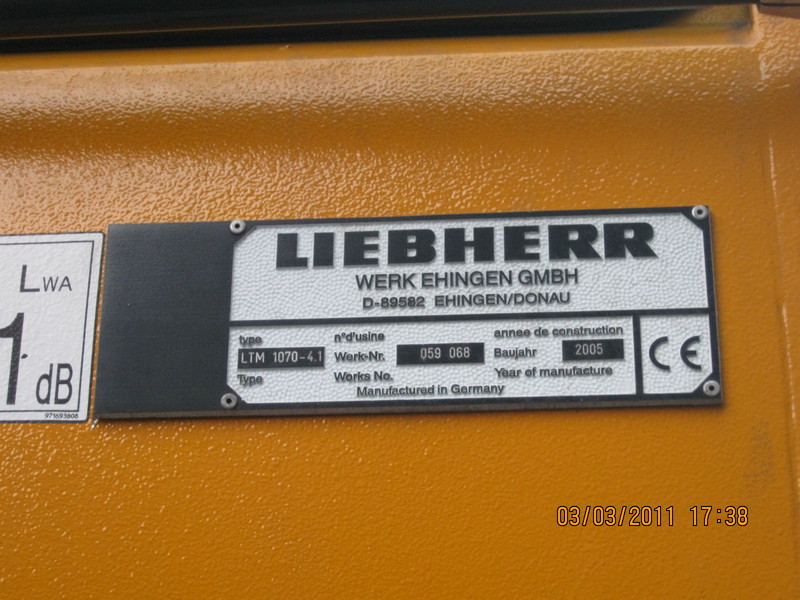 LIEBHERR
WERK EHINGEN GMBH
D-89582 EHINGEN/DONAU
type
LTM 1070-4.1
Type
n°d'usine
Werk-Nr. 059 068
Works No.
annee de construction
Baujahr 2005
Year of manufacture
Manufactured in Germany
CE
LWA
1 dB
971693808
03/03/2011 17:38